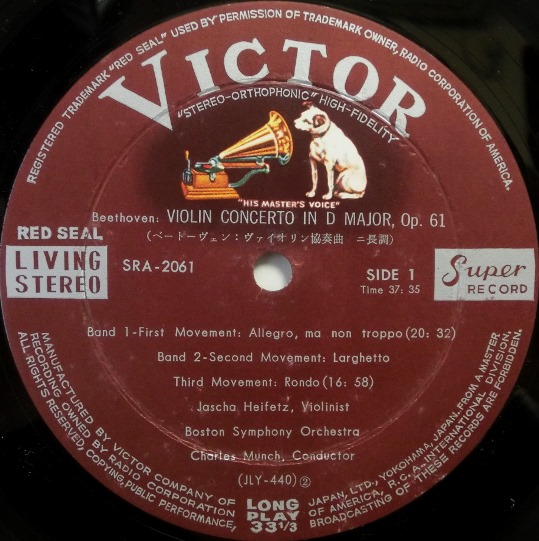 REGISTERED TRADEMARK "RED SEAL" USED BY PERMISSION OF TRADEMARK OWNER, RADIO CORPORATION OF AMERICA.
VICTOR
"STEREO-ORTHOPHONIC" HIGH-FIDELITY
"HIS MASTER'S VOICE"
Beethoven: VIOLIN CONCERTO IN D MAJOR, Op. 61
(ベートーヴェン：ヴァイオリン協奏曲 ニ長調)
RED SEAL
LIVING STEREO
SRA-2061
SIDE 1
Time 37: 35
Super RECORD
Band 1-First Movement: Allegro, ma non troppo (20: 32)
Band 2-Second Movement: Larghetto
Third Movement: Rondo (16: 58)
Jascha Heifetz, Violinist
Boston Symphony Orchestra
Charles Munch, Conductor
(JLY-440) ②
LONG PLAY 33 1/3
MANUFACTURED BY VICTOR COMPANY OF JAPAN, LTD., YOKOHAMA, JAPAN. FROM A MASTER
RECORDING OWNED BY RADIO CORPORATION OF AMERICA, R.C.A. INTERNATIONAL DIVISION,
ALL RIGHTS RESERVED, COPYING, PUBLIC PERFORMANCE, BROADCASTING OF THESE RECORDS ARE FORBIDDEN.